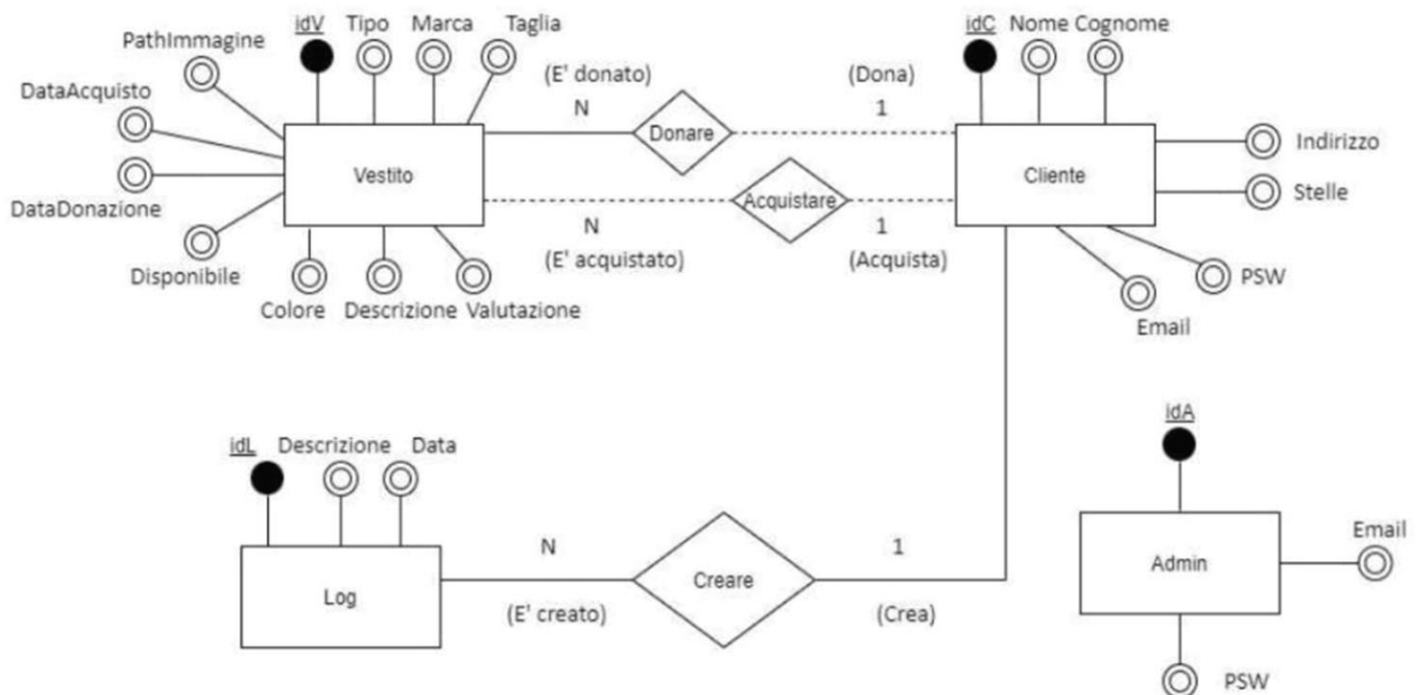 idV Tipo Marca Taglia
PathImmagine
DataAcquisto
DataDonazione
Disponibile
Colore Descrizione Valutazione
Vestito
(E' donato)
N
Donare
(Dona)
1
N
(E' acquistato)
Acquistare
1
(Acquista)
idC Nome Cognome
Cliente
Indirizzo
Stelle
PSW
Email
idL Descrizione Data
Log
N
(E' creato)
Creare
1
(Crea)
idA
Admin
Email
PSW